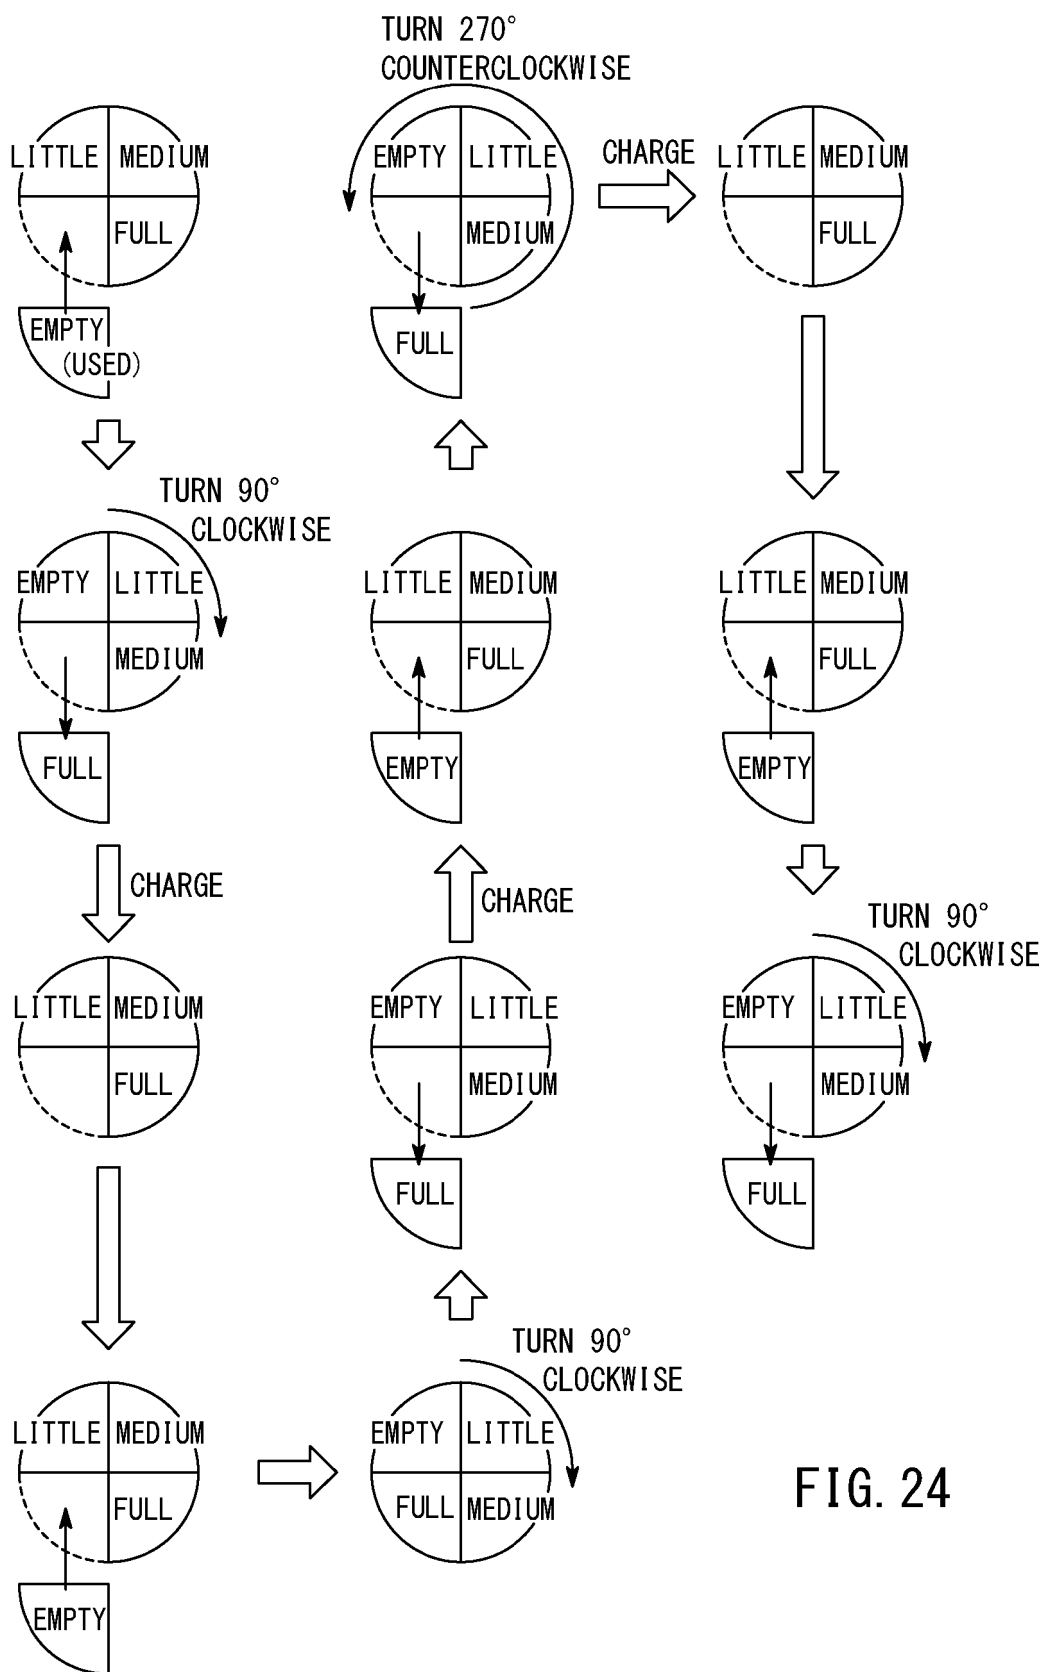 LITTLE MEDIUM
FULL
EMPTY
(USED)
TURN 90°
CLOCKWISE
EMPTY LITTLE
MEDIUM
FULL
CHARGE
LITTLE MEDIUM
FULL
LITTLE MEDIUM
FULL
EMPTY
TURN 90°
CLOCKWISE
EMPTY LITTLE
FULL MEDIUM
EMPTY LITTLE
MEDIUM
FULL
CHARGE
LITTLE MEDIUM
FULL
EMPTY
TURN 270°
COUNTERCLOCKWISE
EMPTY LITTLE
MEDIUM
FULL
CHARGE
LITTLE MEDIUM
FULL
LITTLE MEDIUM
FULL
EMPTY
TURN 90°
CLOCKWISE
EMPTY LITTLE
MEDIUM
FULL
FIG. 24